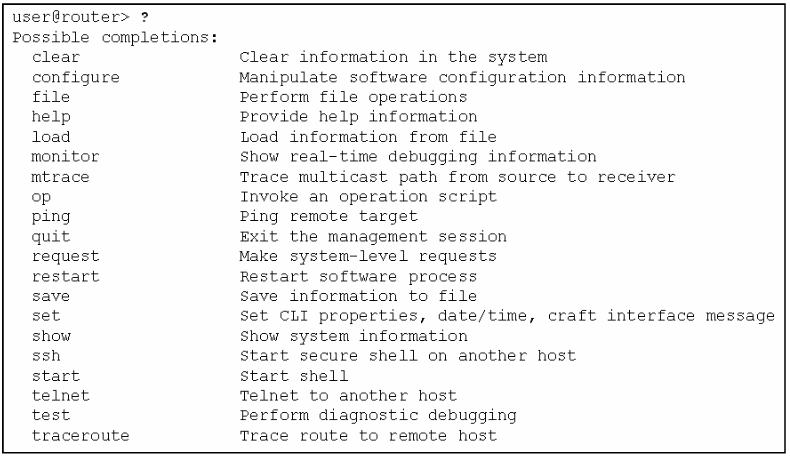 user@router> ?
Possible completions:
clear Clear information in the system
configure Manipulate software configuration information
file Perform file operations
help Provide help information
load Load information from file
monitor Show real-time debugging information
mtrace Trace multicast path from source to receiver
op Invoke an operation script
ping Ping remote target
quit Exit the management session
request Make system-level requests
restart Restart software process
save Save information to file
set Set CLI properties, date/time, craft interface message
show Show system information
ssh Start secure shell on another host
start Start shell
telnet Telnet to another host
test Perform diagnostic debugging
traceroute Trace route to remote host